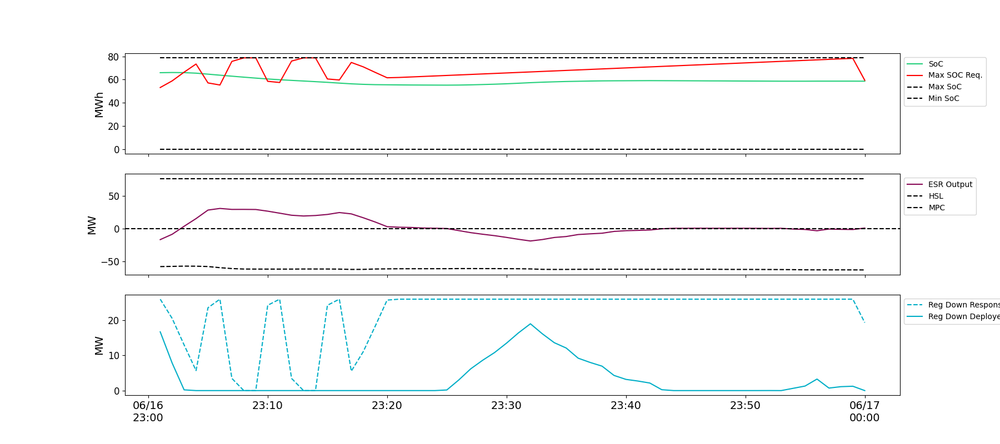 80
60
40
20
0
MWh
SoC
Max SOC Req.
Max SoC
Min SoC
50
0
−50
MW
ESR Output
HSL
MPC
20
10
0
MW
Reg Down Respons
Reg Down Deploye
06/16
23:00
23:10
23:20
23:30
23:40
23:50
06/17
00:00